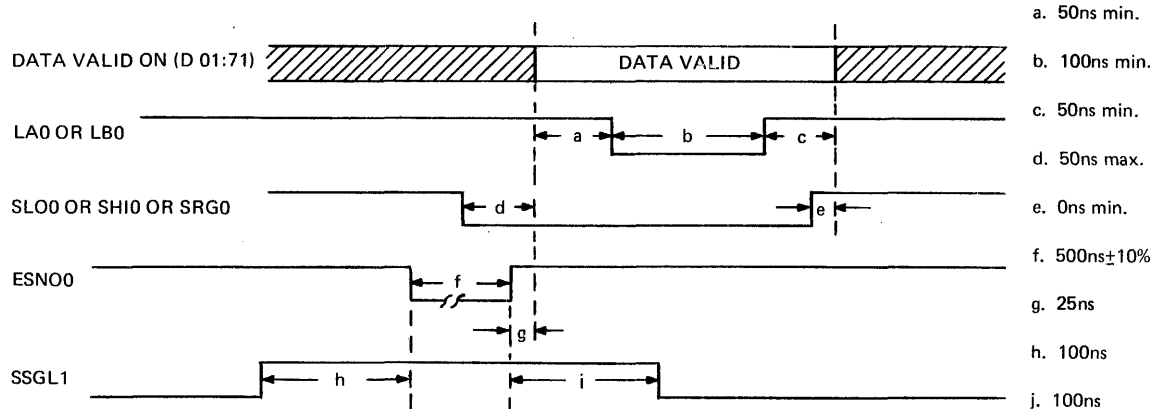 DATA VALID ON (D 01:71)
DATA VALID
LA0 OR LB0
a
b
c
SLO0 OR SHI0 OR SRG0
d
e
ESNO0
f
g
SSGL1
h
j
a. 50ns min.
b. 100ns min.
c. 50ns min.
d. 50ns max.
e. 0ns min.
f. 500ns±10%
g. 25ns
h. 100ns
j. 100ns